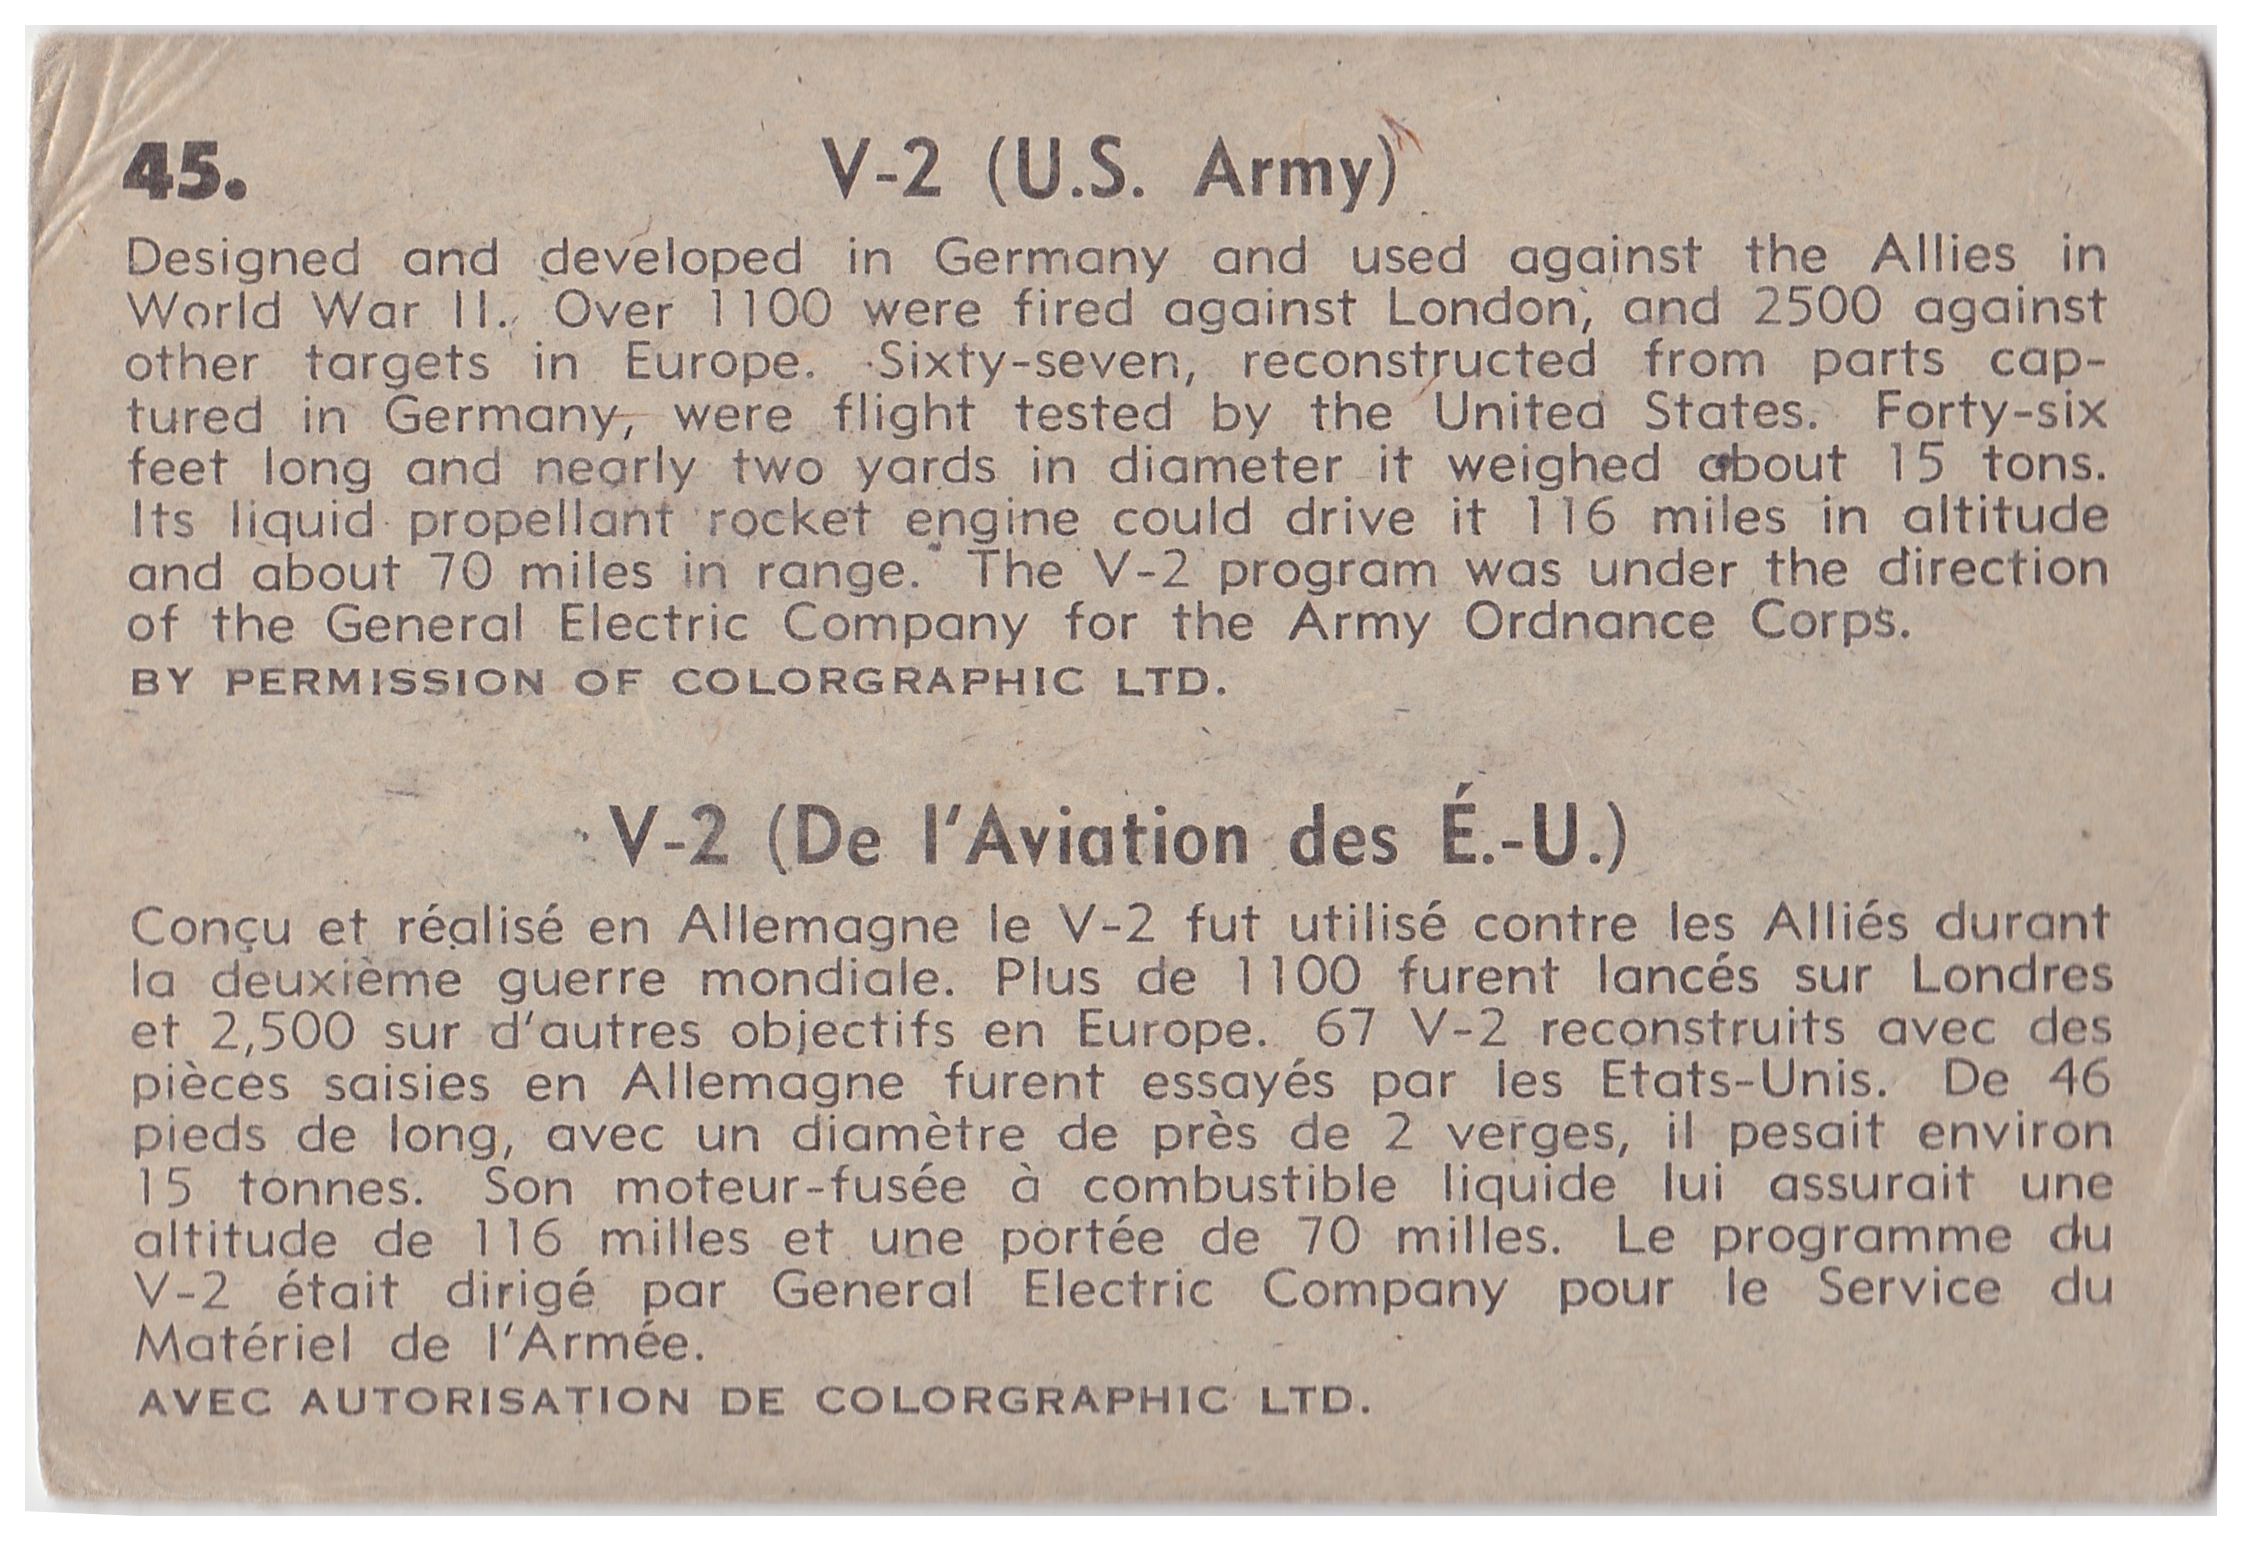 45.
V-2 (U.S. Army)
Designed and developed in Germany and used against the Allies in
World War II. Over 1100 were fired against London, and 2500 against
other targets in Europe. Sixty-seven, reconstructed from parts cap-
tured in Germany, were flight tested by the United States. Forty-six
feet long and nearly two yards in diameter it weighed about 15 tons.
Its liquid propellant rocket engine could drive it 116 miles in altitude
and about 70 miles in range. The V-2 program was under the direction
of the General Electric Company for the Army Ordnance Corps.
BY PERMISSION OF COLORGRAPHIC LTD.
V-2 (De l'Aviation des É.-U.)
Conçu et réalisé en Allemagne le V-2 fut utilisé contre les Alliés durant
la deuxième guerre mondiale. Plus de 1100 furent lancés sur Londres
et 2,500 sur d'autres objectifs en Europe. 67 V-2 reconstruits avec des
pièces saisies en Allemagne furent essayés par les Etats-Unis. De 46
pieds de long, avec un diamètre de près de 2 verges, il pesait environ
15 tonnes. Son moteur-fusée à combustible liquide lui assurait une
altitude de 116 milles et une portée de 70 milles. Le programme du
V-2 était dirigé par General Electric Company pour le Service du
Matériel de l'Armée.
AVEC AUTORISATION DE COLORGRAPHIC LTD.